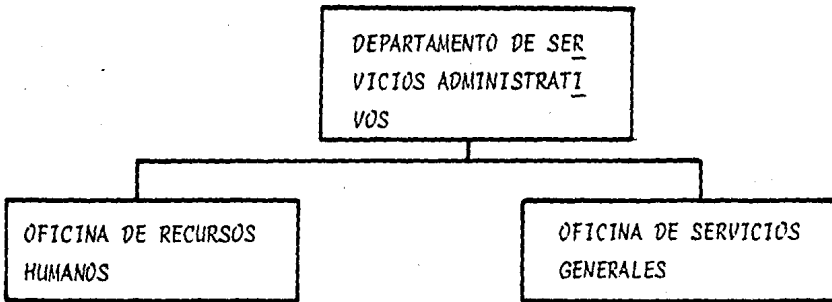 DEPARTAMENTO DE SER
VICIOS ADMINISTRATI
VOS
OFICINA DE RECURSOS
HUMANOS
OFICINA DE SERVICIOS
GENERALES